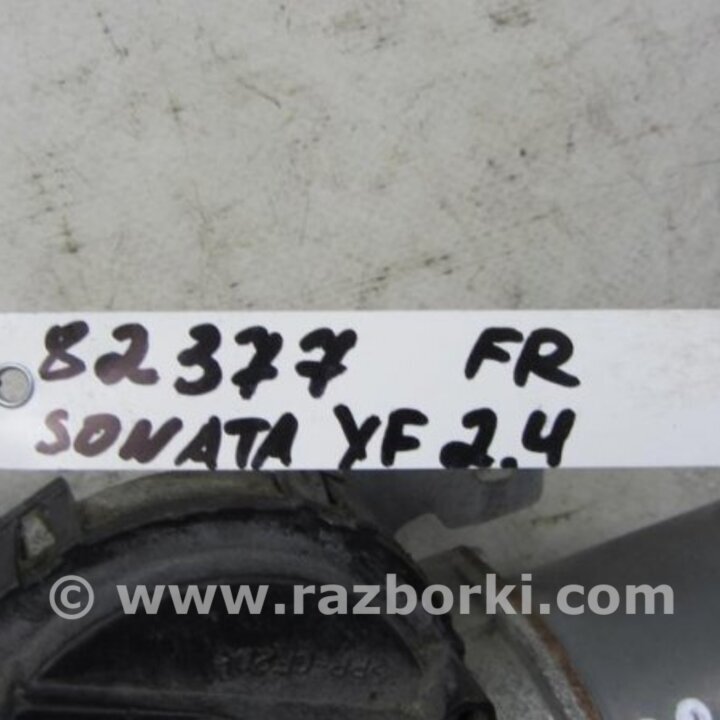 82377 FR
SONATA YF 2.4
© www.razborki.com